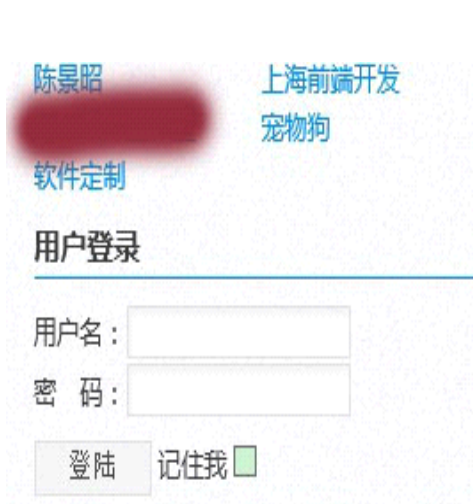 陈景昭 上海前端开发
宠物狗
软件定制
用户登录
用户名：
密 码：
登陆 记住我